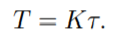 T = Kτ.